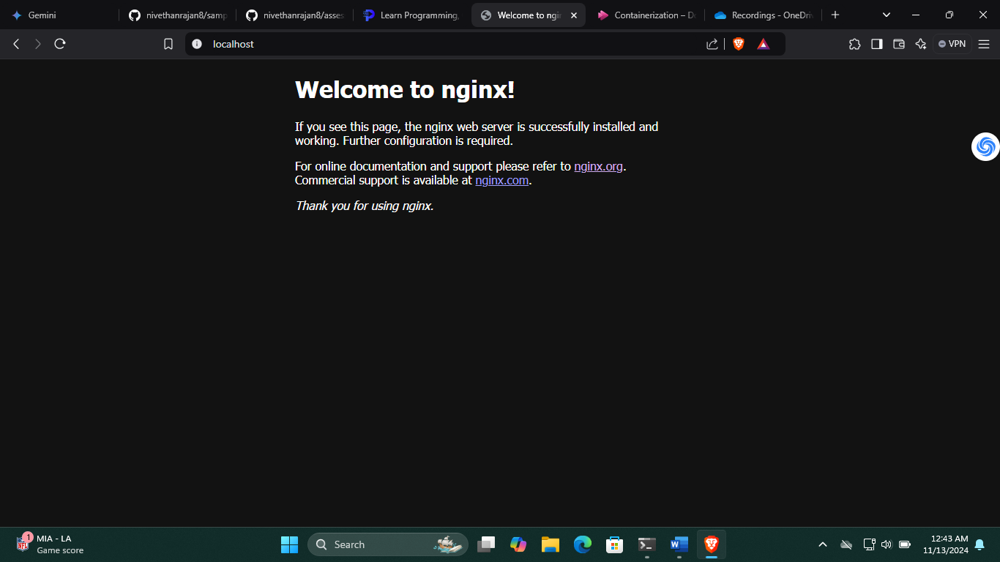 Gemini
nivethanrajan8/samp
nivethanrajan8/asses
Learn Programming,
Welcome to ngin
Containerization – D
Recordings - OneDriv
localhost
VPN
Welcome to nginx!
If you see this page, the nginx web server is successfully installed and
working. Further configuration is required.
For online documentation and support please refer to nginx.org.
Commercial support is available at nginx.com.
Thank you for using nginx.
1
MIA - LA
Game score
Search
12:43 AM
11/13/2024